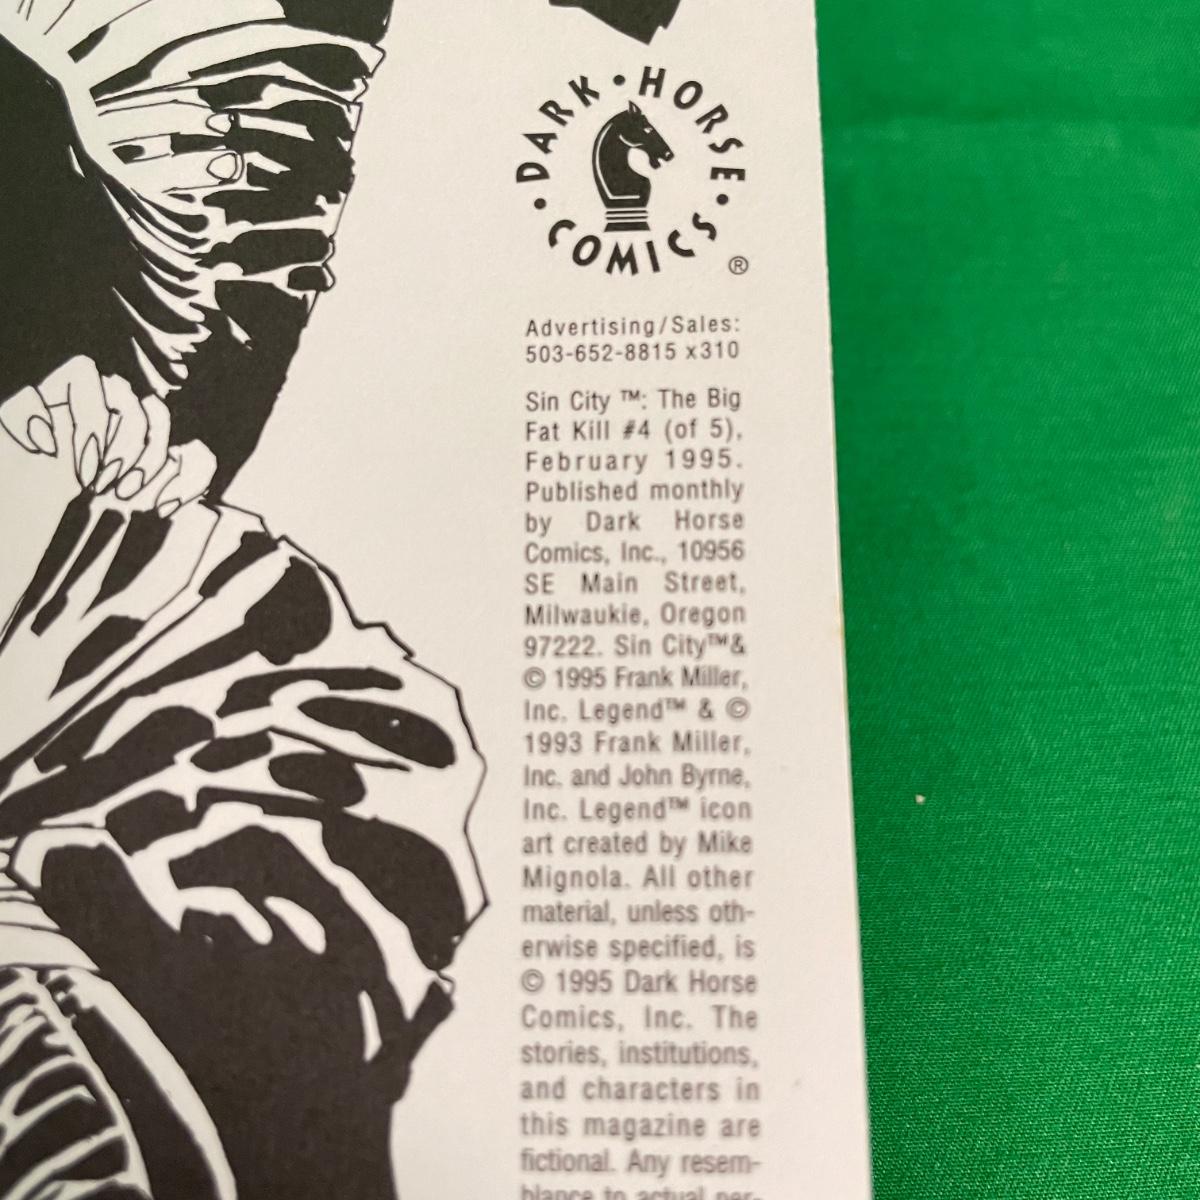 DARK • HORSE • COMICS •
®
Advertising/Sales:
503-652-8815 x310
Sin City ™: The Big
Fat Kill #4 (of 5),
February 1995.
Published monthly
by Dark Horse
Comics, Inc., 10956
SE Main Street,
Milwaukie, Oregon
97222. Sin City™&
© 1995 Frank Miller,
Inc. Legend™ & ©
1993 Frank Miller,
Inc. and John Byrne,
Inc. Legend™ icon
art created by Mike
Mignola. All other
material, unless oth-
erwise specified, is
© 1995 Dark Horse
Comics, Inc. The
stories, institutions,
and characters in
this magazine are
fictional. Any resem-
blance to actual per-